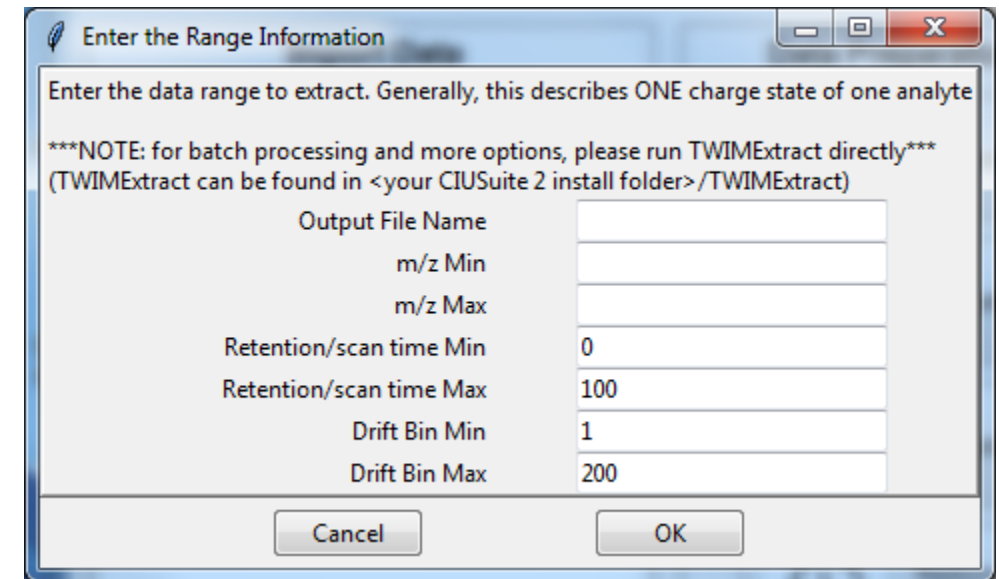 Enter the Range Information
Enter the data range to extract. Generally, this describes ONE charge state of one analyte
***NOTE: for batch processing and more options, please run TWIMExtract directly***
(TWIMExtract can be found in <your CIUSuite 2 install folder>/TWIMExtract)
Output File Name
m/z Min
m/z Max
Retention/scan time Min 0
Retention/scan time Max 100
Drift Bin Min 1
Drift Bin Max 200
Cancel OK